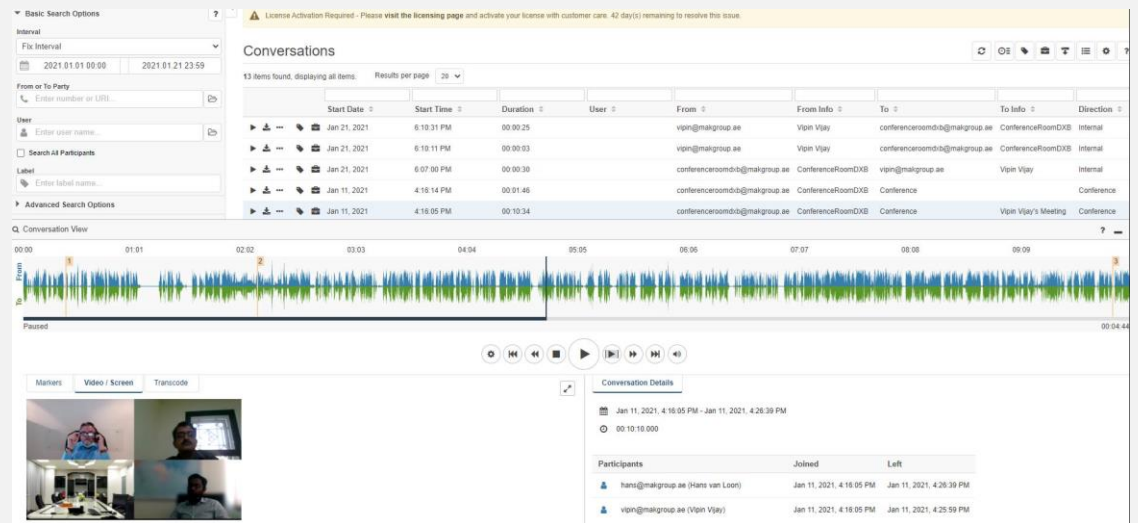 Basic Search Options ?
Interval
Fix Interval
2021.01.01 00:00 2021.01.21 23:59
From or To Party
Enter number or URI...
User
Enter user name...
Search All Participants
Label
Enter label name...
Advanced Search Options
License Activation Required - Please visit the licensing page and activate your license with customer care. 42 day(s) remaining to resolve this issue.
Conversations
13 items found, displaying all items. Results per page 20
Start Date Start Time Duration User From From Info To To Info Direction
Jan 21, 2021 6:10:31 PM 00:00:25 vipin@makgroup.ae Vipin Vijay conferenceroomdxb@makgroup.ae ConferenceRoomDXB Internal
Jan 21, 2021 6:10:11 PM 00:00:03 vipin@makgroup.ae Vipin Vijay conferenceroomdxb@makgroup.ae ConferenceRoomDXB Internal
Jan 21, 2021 6:07:00 PM 00:00:30 conferenceroomdxb@makgroup.ae ConferenceRoomDXB vipin@makgroup.ae Vipin Vijay Internal
Jan 11, 2021 4:16:14 PM 00:01:46 conferenceroomdxb@makgroup.ae ConferenceRoomDXB Conference Conference
Jan 11, 2021 4:16:05 PM 00:10:34 conferenceroomdxb@makgroup.ae ConferenceRoomDXB Conference Vipin Vijay's Meeting Conference
Conversation View ?
00:00 01:01 02:02 03:03 04:04 05:05 06:06 07:07 08:08 09:09
1 2 3
From
To
Paused 00:04:44
Markers Video / Screen Transcode
Conversation Details
Jan 11, 2021, 4:16:05 PM - Jan 11, 2021, 4:26:39 PM
00:10:10.000
Participants Joined Left
hans@makgroup.ae (Hans van Loon) Jan 11, 2021, 4:16:05 PM Jan 11, 2021, 4:26:39 PM
vipin@makgroup.ae (Vipin Vijay) Jan 11, 2021, 4:16:05 PM Jan 11, 2021, 4:25:59 PM